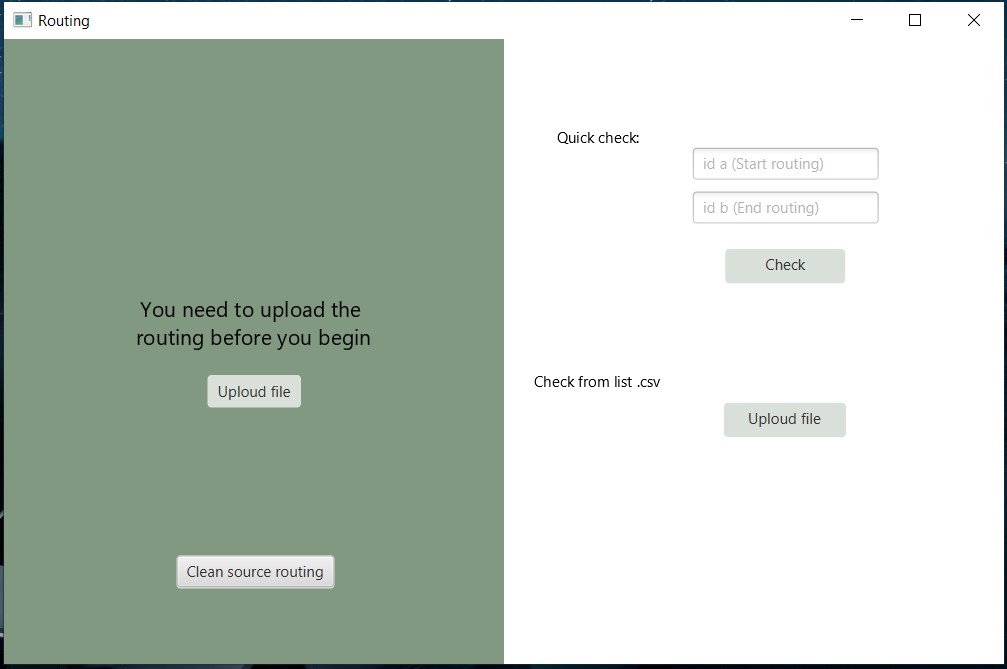 Routing
You need to upload the
routing before you begin
Uploud file
Clean source routing
Quick check:
id a (Start routing)
id b (End routing)
Check
Check from list .csv
Uploud file